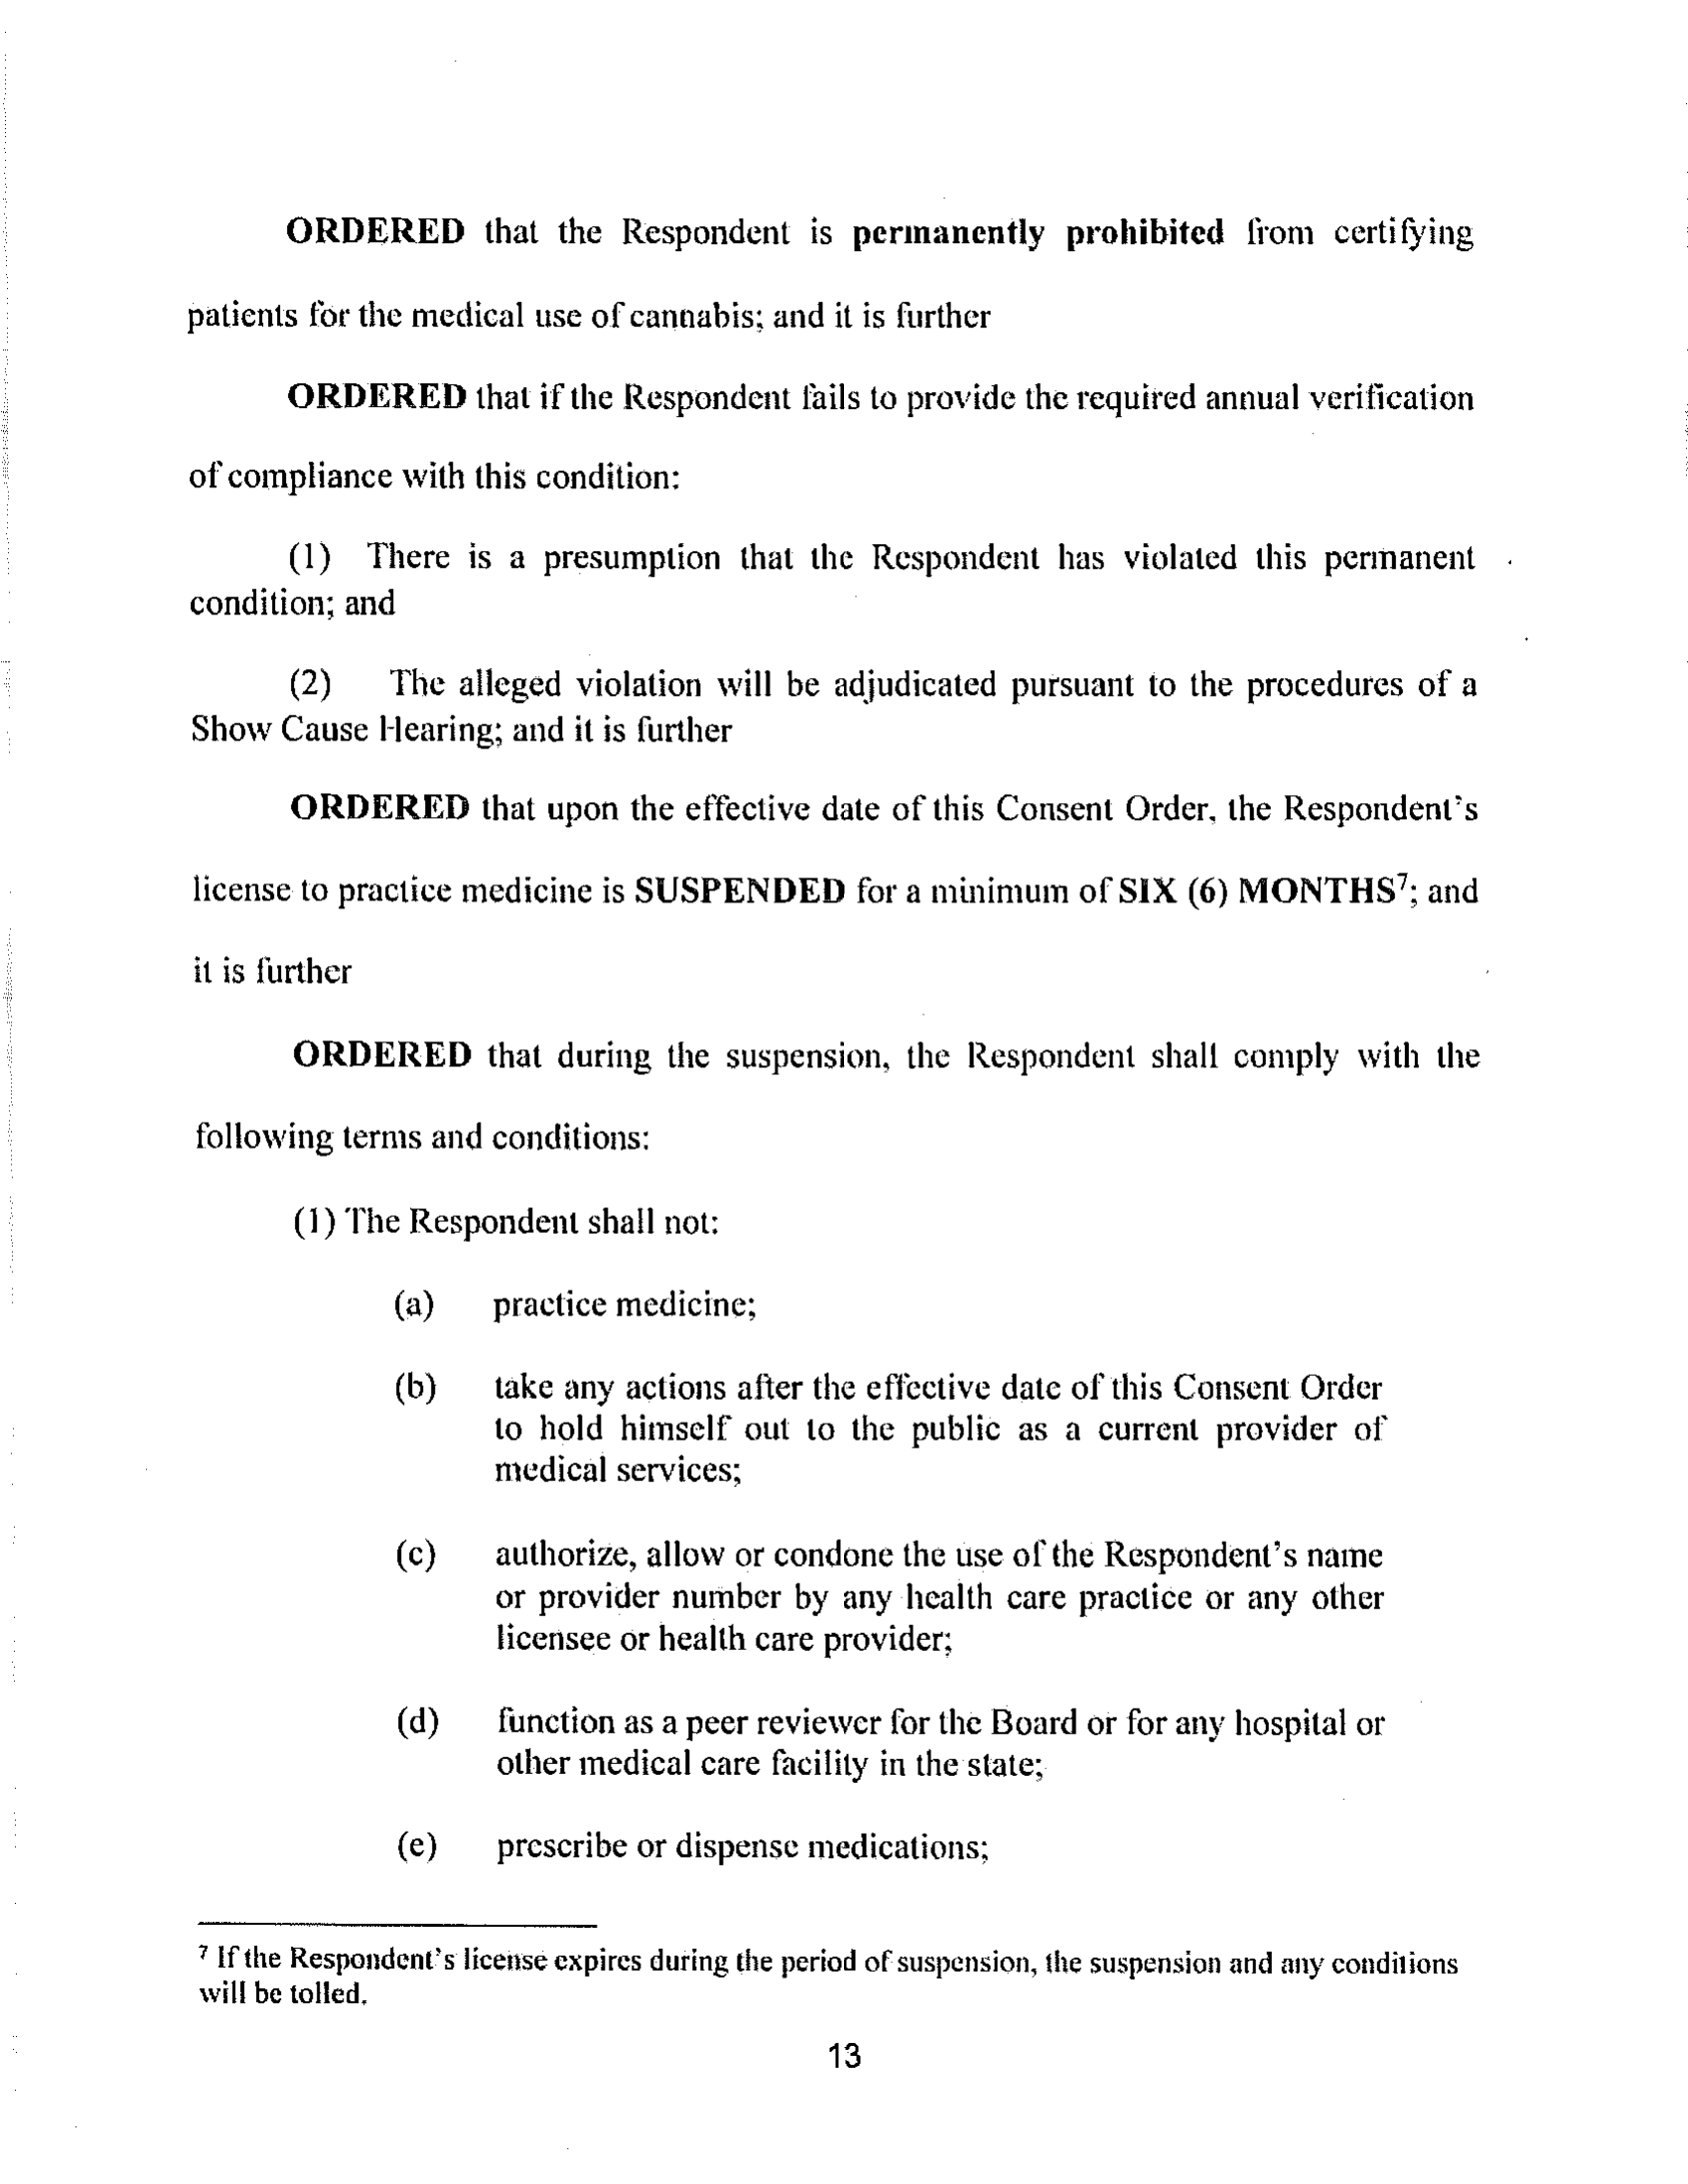 ORDERED that the Respondent is permanently prohibited from certifying
patients for the medical use of cannabis; and it is further
ORDERED that if the Respondent fails to provide the required annual verification
of compliance with this condition:
(1) There is a presumption that the Respondent has violated this permanent
condition; and
(2) The alleged violation will be adjudicated pursuant to the procedures of a
Show Cause Hearing; and it is further
ORDERED that upon the effective date of this Consent Order, the Respondent's
license to practice medicine is SUSPENDED for a minimum of SIX (6) MONTHS⁷; and
it is further
ORDERED that during the suspension, the Respondent shall comply with the
following terms and conditions:
(1) The Respondent shall not:
(a) practice medicine;
(b) take any actions after the effective date of this Consent Order
to hold himself out to the public as a current provider of
medical services;
(c) authorize, allow or condone the use of the Respondent's name
or provider number by any health care practice or any other
licensee or health care provider;
(d) function as a peer reviewer for the Board or for any hospital or
other medical care facility in the state;
(e) prescribe or dispense medications;
⁷ If the Respondent's license expires during the period of suspension, the suspension and any conditions
will be tolled.
13